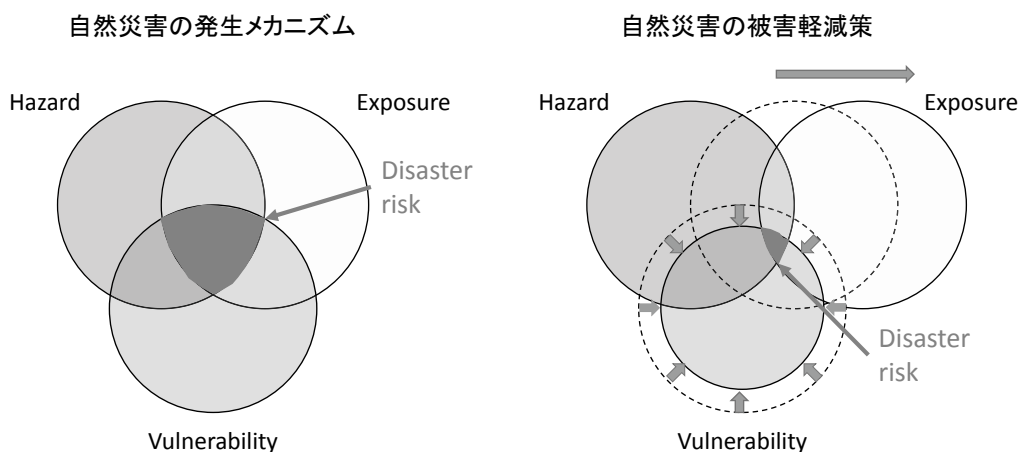 自然災害の発生メカニズム
Hazard
Exposure
Disaster
risk
Vulnerability
自然災害の被害軽減策
Hazard
Exposure
Disaster
risk
Vulnerability